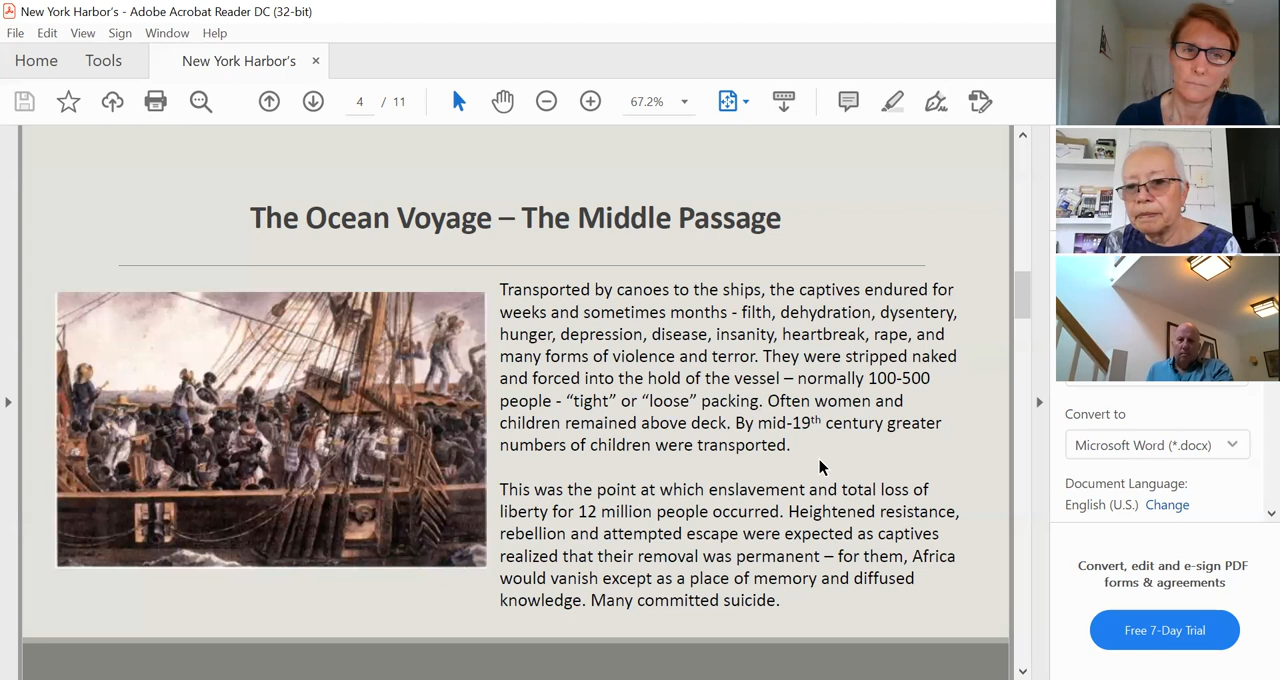 New York Harbor's - Adobe Acrobat Reader DC (32-bit)
File Edit View Sign Window Help
Home Tools New York Harbor's ×
4 / 11 67.2%
The Ocean Voyage – The Middle Passage
Transported by canoes to the ships, the captives endured for
weeks and sometimes months - filth, dehydration, dysentery,
hunger, depression, disease, insanity, heartbreak, rape, and
many forms of violence and terror. They were stripped naked
and forced into the hold of the vessel – normally 100-500
people - “tight” or “loose” packing. Often women and
children remained above deck. By mid-19th century greater
numbers of children were transported.
This was the point at which enslavement and total loss of
liberty for 12 million people occurred. Heightened resistance,
rebellion and attempted escape were expected as captives
realized that their removal was permanent – for them, Africa
would vanish except as a place of memory and diffused
knowledge. Many committed suicide.
Convert to
Microsoft Word (*.docx)
Document Language:
English (U.S.) Change
Convert, edit and e-sign PDF
forms & agreements
Free 7-Day Trial